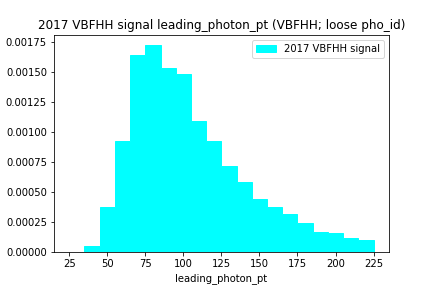 2017 VBFHH signal leading_photon_pt (VBFHH; loose pho_id)
2017 VBFHH signal
0.00175
0.00150
0.00125
0.00100
0.00075
0.00050
0.00025
0.00000
25 50 75 100 125 150 175 200 225
leading_photon_pt